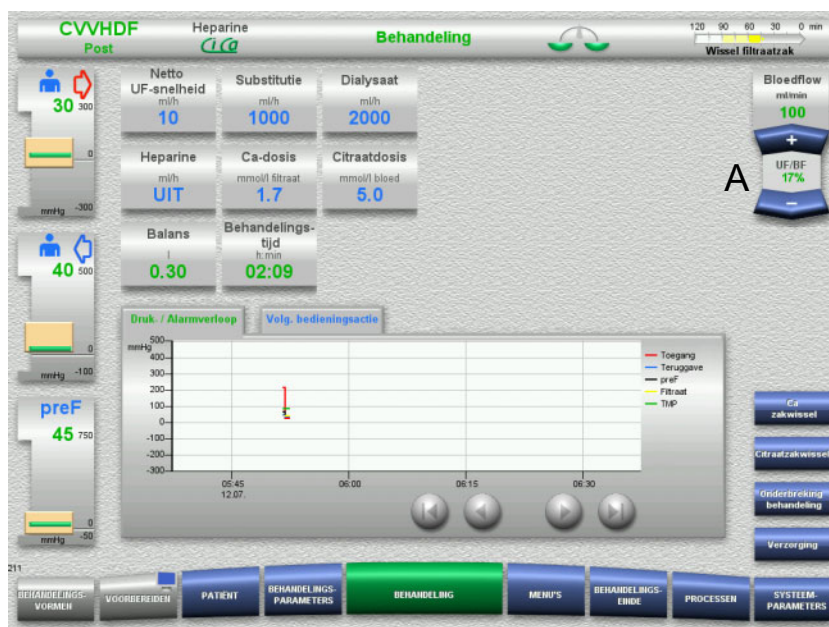 CVVHDF
Post
Heparine
CiCa
Behandeling
120 90 60 30 0 min
Wissel filtraatzak
30 300
0
mmHg -300
40 500
0
mmHg -100
preF
45 750
0
mmHg -50
Netto
UF-snelheid
ml/h
10
Substitutie
ml/h
1000
Dialysaat
ml/h
2000
Heparine
ml/h
UIT
Ca-dosis
mmol/l filtraat
1.7
Citraatdosis
mmol/l bloed
5.0
Balans
l
0.30
Behandelings-
tijd
h:min
02:09
Bloedflow
ml/min
100
+
A
UF/BF
17%
−
Druk- / Alarmverloop
Volg. bedieningsactie
mmHg
500
400
300
200
100
0
-100
-200
-300
05:45 06:00 06:15 06:30
12.07.
Toegang
Teruggave
preF
Filtraat
TMP
Ca
zakwissel
Citraatzakwissel
Onderbreking
behandeling
Verzorging
211
BEHANDELINGS-
VORMEN
VOORBEREIDEN
PATIËNT
BEHANDELINGS-
PARAMETERS
BEHANDELING
MENU'S
BEHANDELINGS-
EINDE
PROCESSEN
SYSTEEM-
PARAMETERS